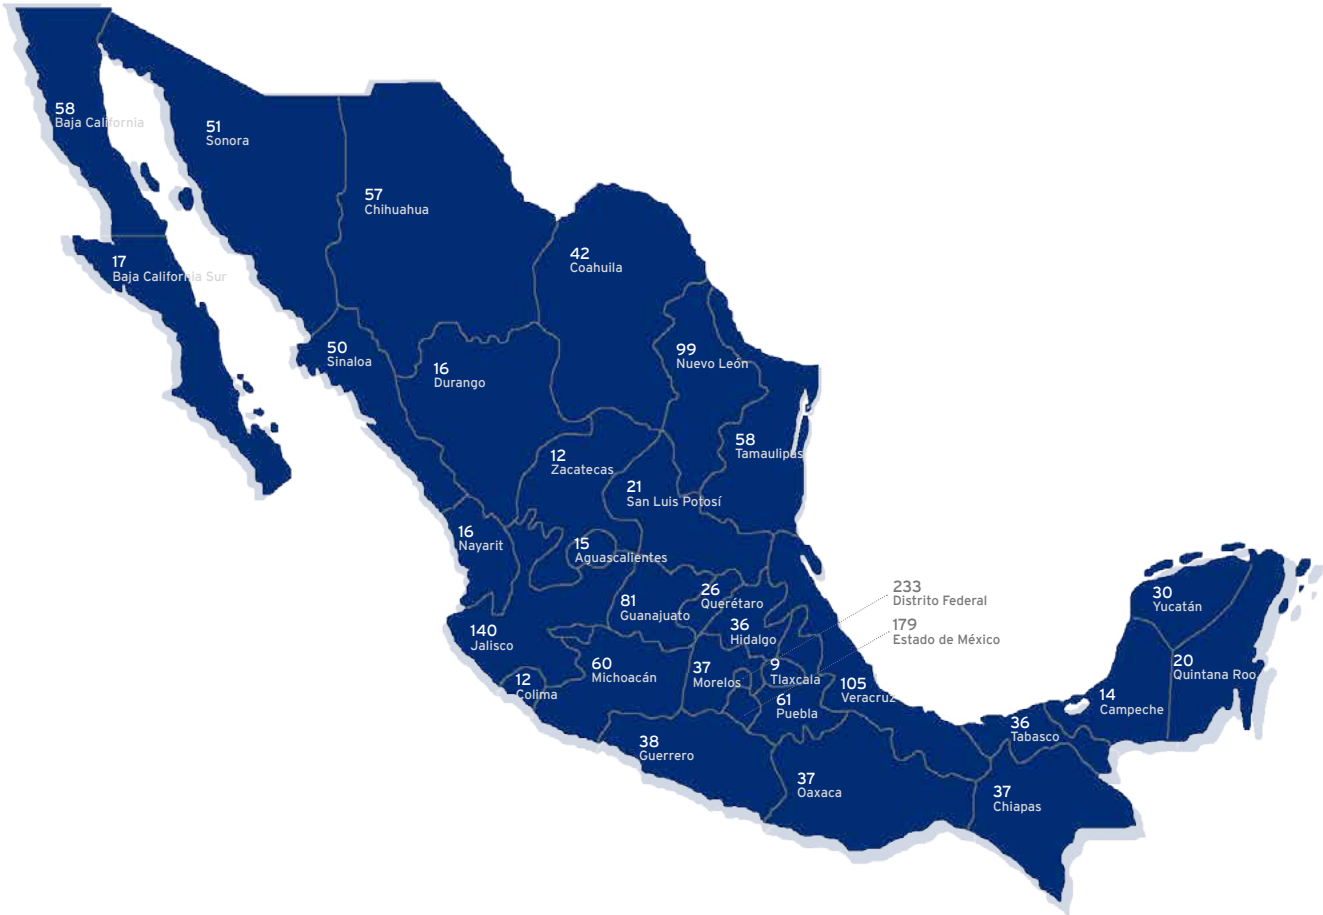 58
Baja California
51
Sonora
57
Chihuahua
17
Baja California Sur
42
Coahuila
50
Sinaloa
99
Nuevo León
16
Durango
58
Tamaulipas
12
Zacatecas
21
San Luis Potosí
16
Nayarit
15
Aguascalientes
233
Distrito Federal
26
Querétaro
30
Yucatán
81
Guanajuato
179
Estado de México
36
Hidalgo
140
Jalisco
60
Michoacán
37
Morelos
9
Tlaxcala
20
Quintana Roo
12
Colima
105
Veracruz
14
Campeche
61
Puebla
36
Tabasco
38
Guerrero
37
Oaxaca
37
Chiapas